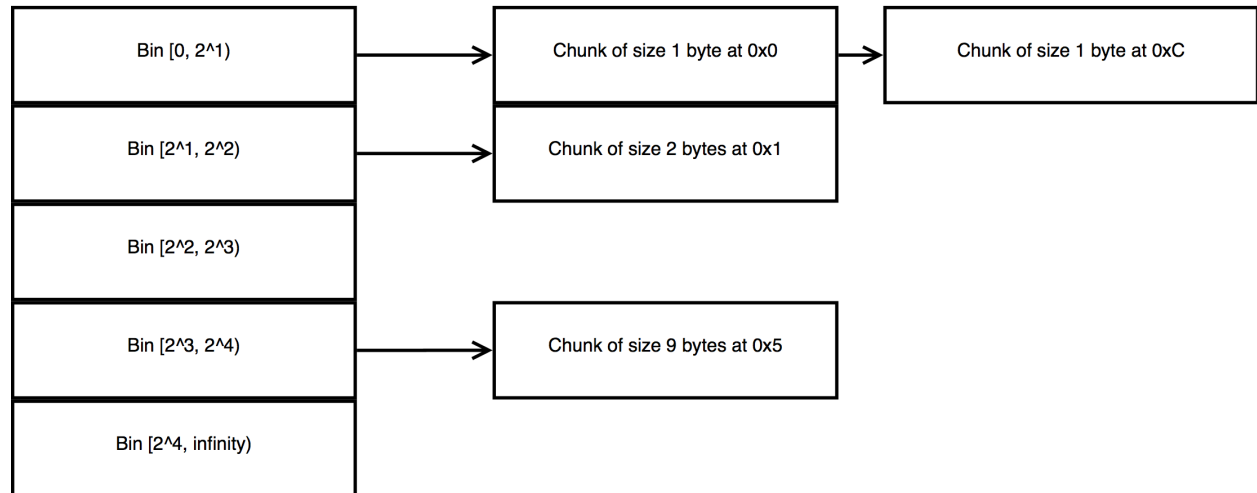 Bin [0, 2^1)
Chunk of size 1 byte at 0x0
Chunk of size 1 byte at 0xC
Bin [2^1, 2^2)
Chunk of size 2 bytes at 0x1
Bin [2^2, 2^3)
Bin [2^3, 2^4)
Chunk of size 9 bytes at 0x5
Bin [2^4, infinity)